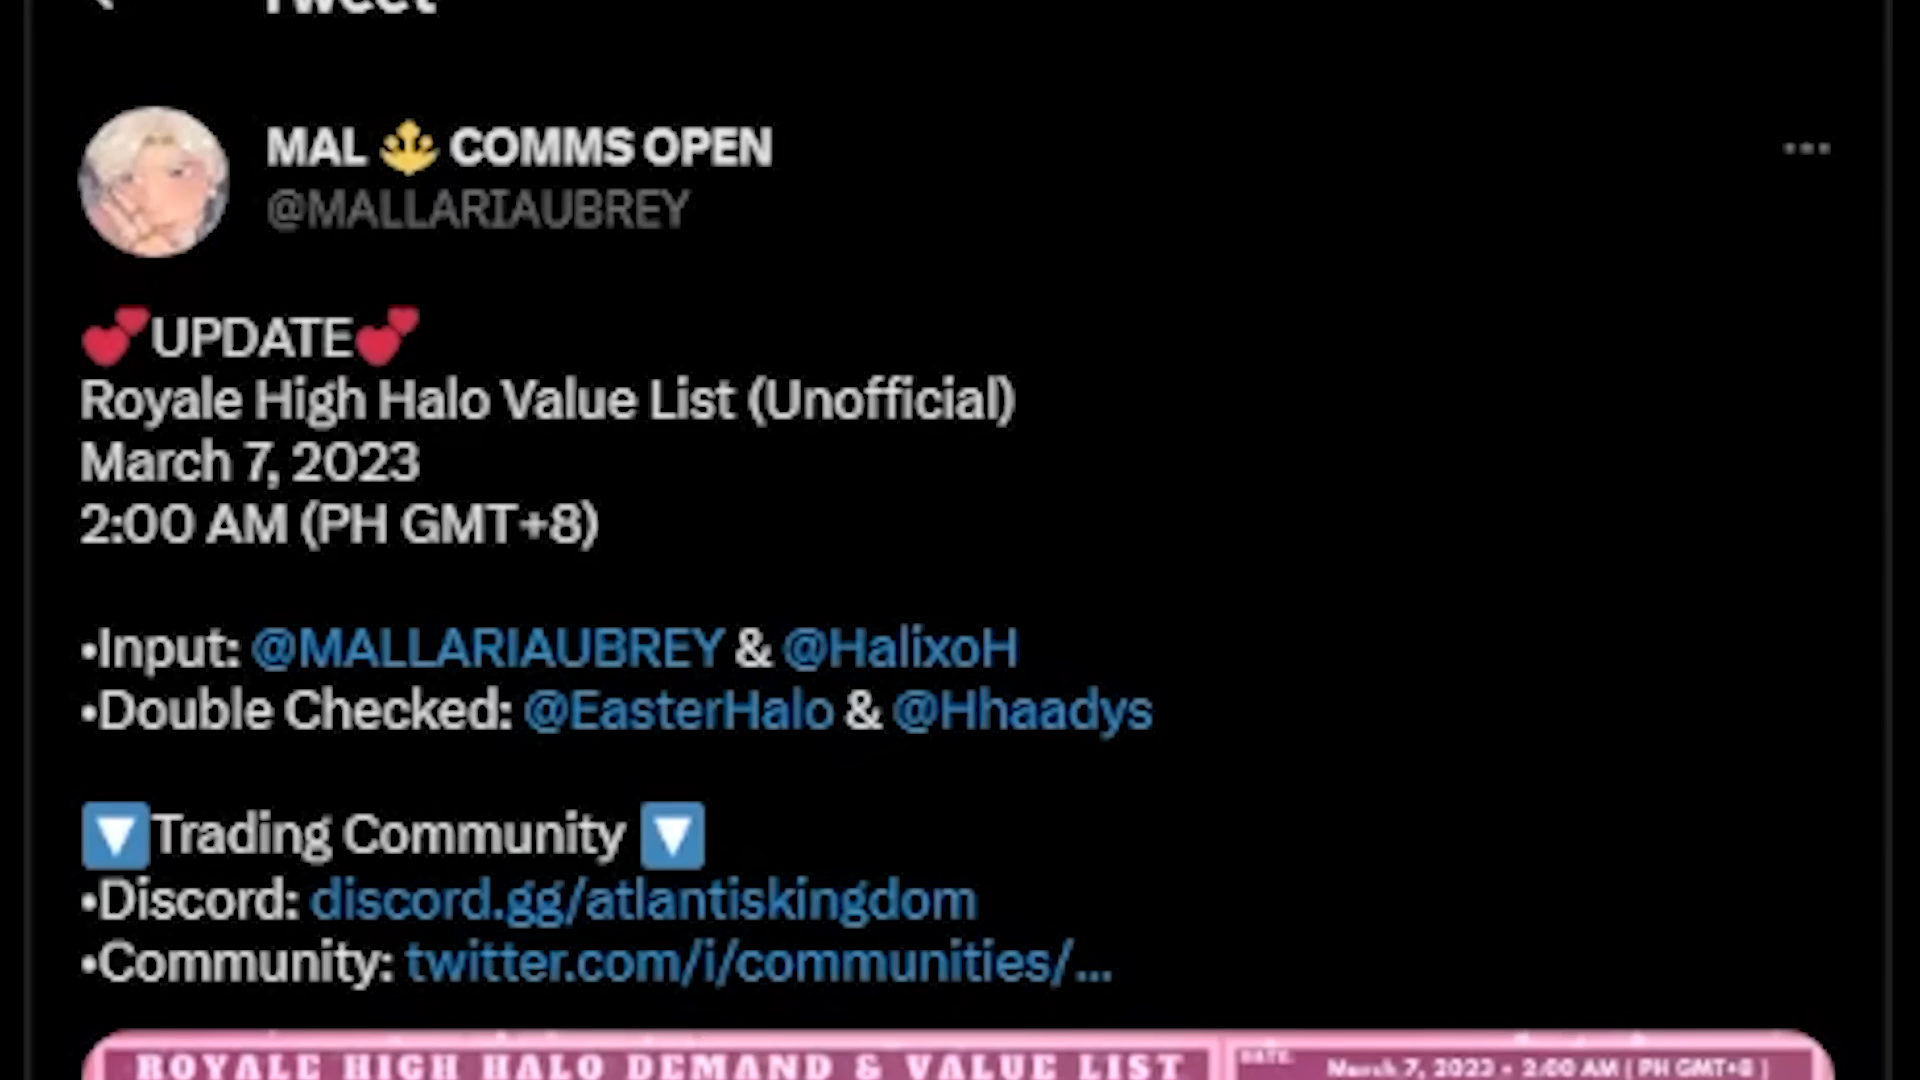 Tweet
MAL 🔱 COMMS OPEN
@MALLARIAUBREY
💕UPDATE💕
Royale High Halo Value List (Unofficial)
March 7, 2023
2:00 AM (PH GMT+8)
•Input: @MALLARIAUBREY & @HalixoH
•Double Checked: @EasterHalo & @Hhaadys
🔽Trading Community 🔽
•Discord: discord.gg/atlantiskingdom
•Community: twitter.com/i/communities/...
ROYALE HIGH HALO DEMAND & VALUE LIST
DATE: March 7, 2023 • 2:00 AM ( PH GMT+8 )